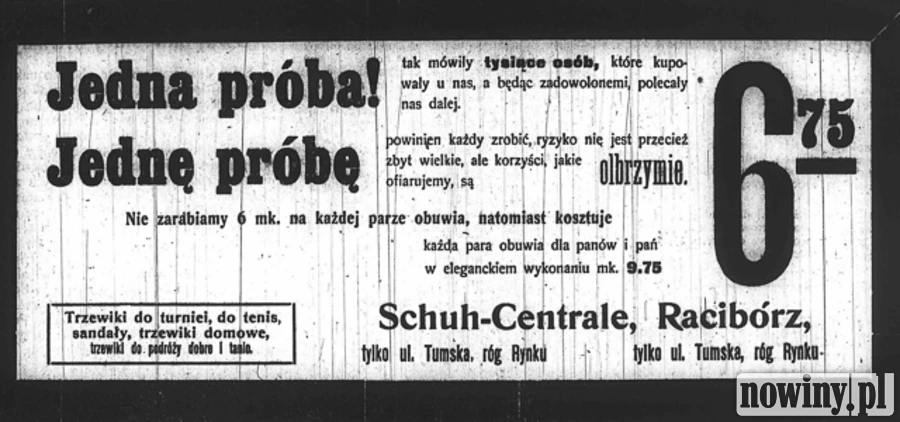 Jedna próba!
tak mówiły tysiące osób, które kupo-
wały u nas, a będąc zadowolonemi, polecały
nas dalej.
Jednę próbę
powinien każdy zrobić, ryzyko nie jest przecież
zbyt wielkie, ale korzyści, jakie
ofiarujemy, są olbrzymie.
6 75
Nie zarabiamy 6 mk. na każdej parze obuwia, natomiast kosztuje
każda para obuwia dla panów i pań
w eleganckiem wykonaniu mk. 9.75
Trzewiki do turniei, do tenis,
sandały, trzewiki domowe,
trzewiki do podróży dobre i tanie.
Schuh-Centrale, Racibórz,
tylko ul. Tumska, róg Rynku
tylko ul. Tumska, róg Rynku
nowiny.pl